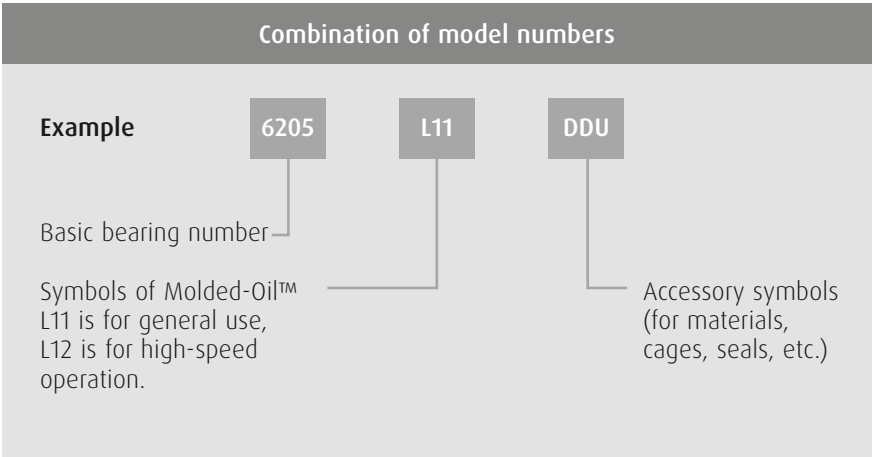 Combination of model numbers
Example 6205 L11 DDU
Basic bearing number
Symbols of Molded-Oil™
L11 is for general use,
L12 is for high-speed
operation.
Accessory symbols
(for materials,
cages, seals, etc.)